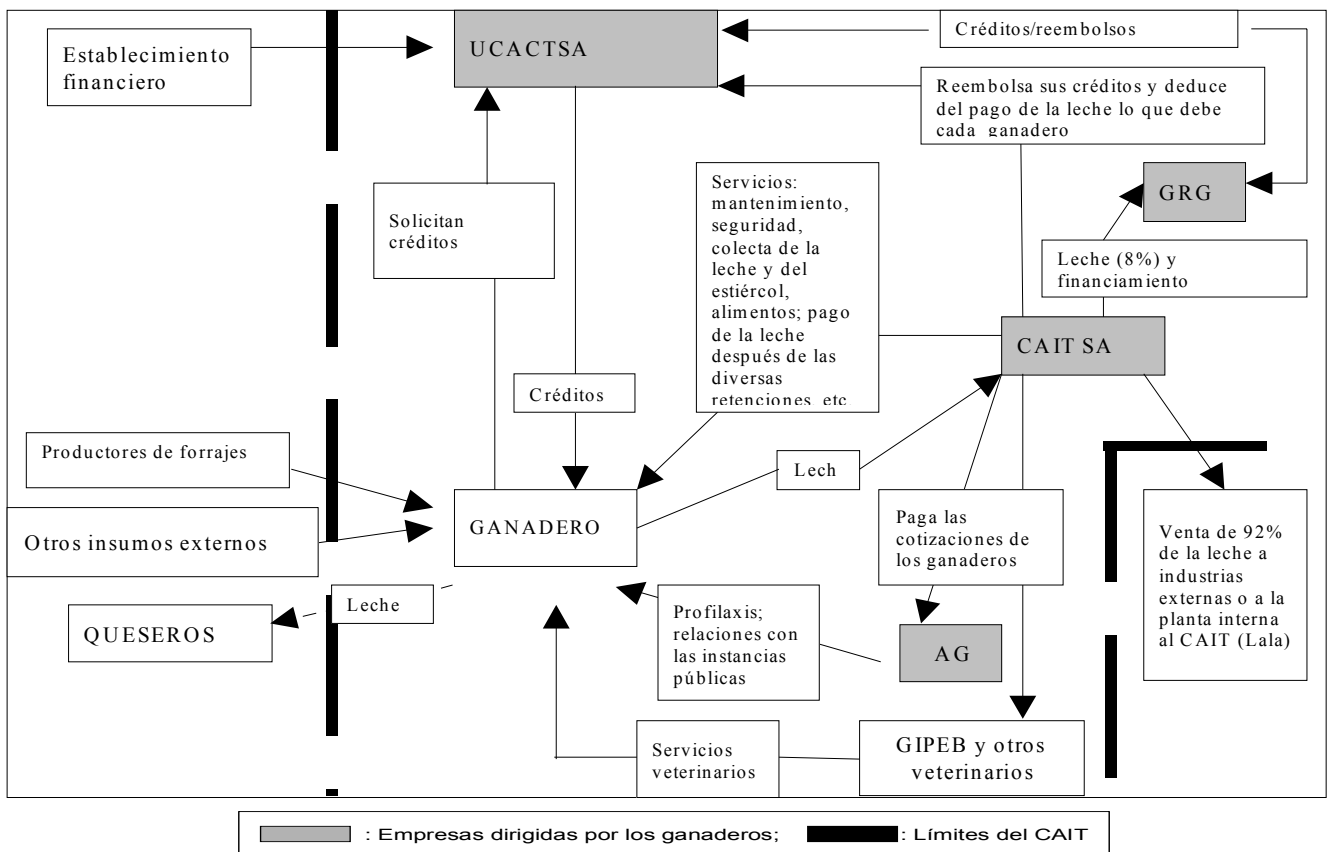 Establecimiento
financiero
UCACTSA
Créditos/reembolsos
Reembolsa sus créditos y deduce
del pago de la leche lo que debe
cada ganadero
Solicitan
créditos
Servicios:
mantenimiento,
seguridad,
colecta de la
leche y del
estiércol,
alimentos; pago
de la leche
después de las
diversas
retenciones, etc.
GRG
Leche (8%) y
financiamiento
CAIT SA
Créditos
Productores de forrajes
Otros insumos externos
GANADERO
Lech
Paga las
cotizaciones de
los ganaderos
Venta de 92%
de la leche a
industrias
externas o a la
planta interna
al CAIT (Lala)
QUESEROS
Leche
Profilaxis;
relaciones con
las instancias
públicas
AG
Servicios
veterinarios
GIPEB y otros
veterinarios
: Empresas dirigidas por los ganaderos;
: Límites del CAIT